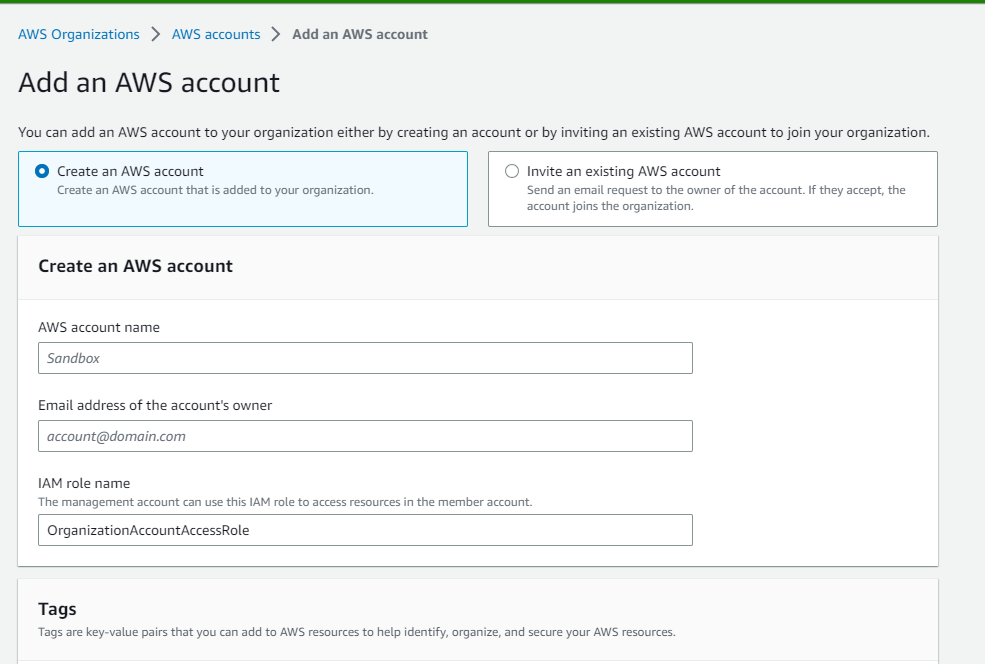 AWS Organizations > AWS accounts > Add an AWS account
Add an AWS account
You can add an AWS account to your organization either by creating an account or by inviting an existing AWS account to join your organization.
Create an AWS account
Create an AWS account that is added to your organization.
Invite an existing AWS account
Send an email request to the owner of the account. If they accept, the
account joins the organization.
Create an AWS account
AWS account name
Sandbox
Email address of the account's owner
account@domain.com
IAM role name
The management account can use this IAM role to access resources in the member account.
OrganizationAccountAccessRole
Tags
Tags are key-value pairs that you can add to AWS resources to help identify, organize, and secure your AWS resources.